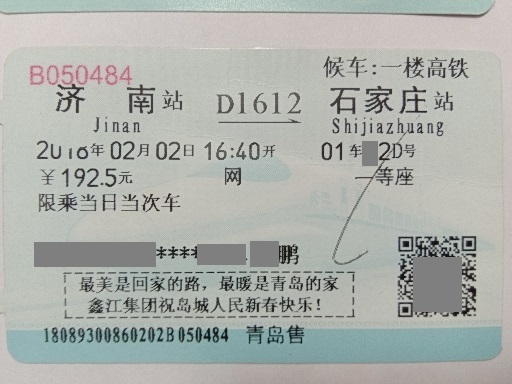 候车:一楼高铁
B050484
济南站 D1612 石家庄站
Jinan Shijiazhuang
2018年02月02日16:40开 01车2D号
¥192.5元 网 一等座
限乘当日当次车
****鹏
最美是回家的路，最暖是青岛的家
鑫江集团祝岛城人民新春快乐！
18089300860202B050484 青岛售